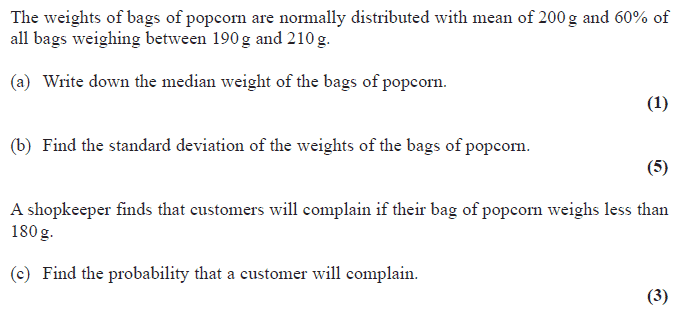 The weights of bags of popcorn are normally distributed with mean of 200 g and 60% of
all bags weighing between 190 g and 210 g.
(a) Write down the median weight of the bags of popcorn.
(1)
(b) Find the standard deviation of the weights of the bags of popcorn.
(5)
A shopkeeper finds that customers will complain if their bag of popcorn weighs less than
180 g.
(c) Find the probability that a customer will complain.
(3)